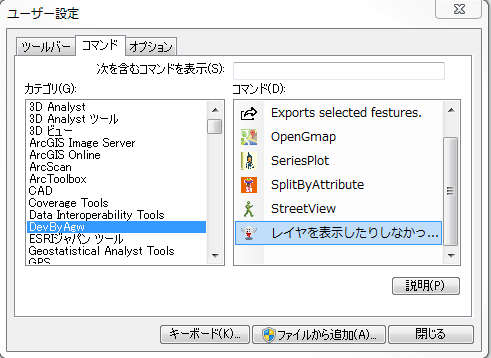 ユーザー設定
ツールバー コマンド オプション
次を含むコマンドを表示(S):
カテゴリ(G):
3D Analyst
3D Analyst ツール
3D ビュー
ArcGIS Image Server
ArcGIS Online
ArcScan
ArcToolbox
CAD
Coverage Tools
Data Interoperability Tools
DevByAgw
ESRIジャパン ツール
Geostatistical Analyst Tools
GPS
コマンド(D):
Exports selected festures.
OpenGmap
SeriesPlot
SplitByAttribute
StreetView
レイヤを表示したりしなかっ...
説明(P)
キーボード(K)... ファイルから追加(A)... 閉じる